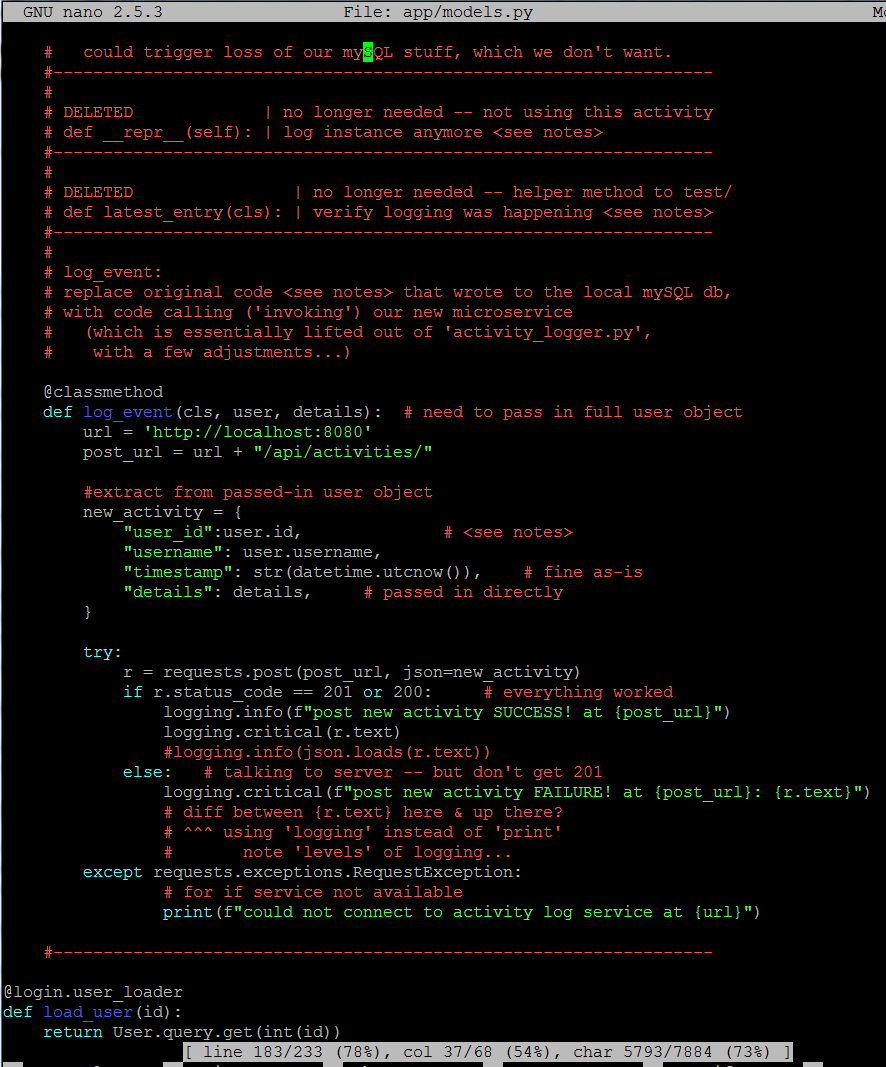 GNU nano 2.5.3 File: app/models.py
#   could trigger loss of our mySQL stuff, which we don't want.
#------------------------------------------------------------------
#
# DELETED             | no longer needed -- not using this activity
# def __repr__(self): | log instance anymore <see notes>
#------------------------------------------------------------------
#
# DELETED                | no longer needed -- helper method to test/
# def latest_entry(cls): | verify logging was happening <see notes>
#------------------------------------------------------------------
#
# log_event:
# replace original code <see notes> that wrote to the local mySQL db,
# with code calling ('invoking') our new microservice
#   (which is essentially lifted out of 'activity_logger.py',
#    with a few adjustments...)
@classmethod
def log_event(cls, user, details):  # need to pass in full user object
url = 'http://localhost:8080'
post_url = url + "/api/activities/"
#extract from passed-in user object
new_activity = {
"user_id":user.id,              # <see notes>
"username": user.username,
"timestamp": str(datetime.utcnow()),    # fine as-is
"details": details,     # passed in directly
}
try:
r = requests.post(post_url, json=new_activity)
if r.status_code == 201 or 200:     # everything worked
logging.info(f"post new activity SUCCESS! at {post_url}")
logging.critical(r.text)
#logging.info(json.loads(r.text))
else:   # talking to server -- but don't get 201
logging.critical(f"post new activity FAILURE! at {post_url}: {r.text}")
# diff between {r.text} here & up there?
# ^^^ using 'logging' instead of 'print'
#       note 'levels' of logging...
except requests.exceptions.RequestException:
# for if service not available
print(f"could not connect to activity log service at {url}")
#------------------------------------------------------------------
@login.user_loader
def load_user(id):
return User.query.get(int(id))
[ line 183/233 (78%), col 37/68 (54%), char 5793/7884 (73%) ]